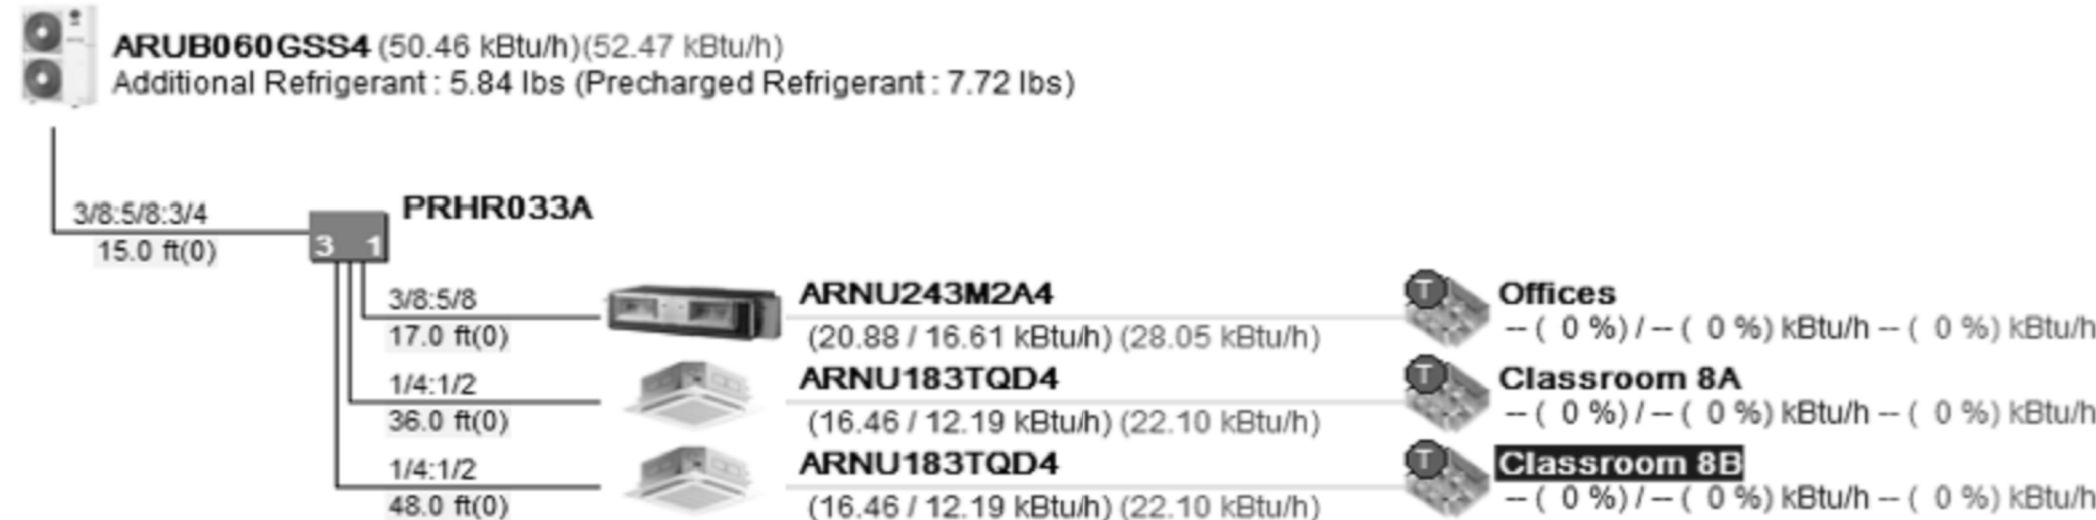 ARUB060GSS4 (50.46 kBtu/h)(52.47 kBtu/h)
Additional Refrigerant : 5.84 lbs (Precharged Refrigerant : 7.72 lbs)
3/8:5/8:3/4
15.0 ft(0)
PRHR033A
3 1
3/8:5/8
17.0 ft(0)
ARNU243M2A4
(20.88 / 16.61 kBtu/h) (28.05 kBtu/h)
T
Offices
-- ( 0 %) / -- ( 0 %) kBtu/h -- ( 0 %) kBtu/h
1/4:1/2
36.0 ft(0)
ARNU183TQD4
(16.46 / 12.19 kBtu/h) (22.10 kBtu/h)
T
Classroom 8A
-- ( 0 %) / -- ( 0 %) kBtu/h -- ( 0 %) kBtu/h
1/4:1/2
48.0 ft(0)
ARNU183TQD4
(16.46 / 12.19 kBtu/h) (22.10 kBtu/h)
T
Classroom 8B
-- ( 0 %) / -- ( 0 %) kBtu/h -- ( 0 %) kBtu/h